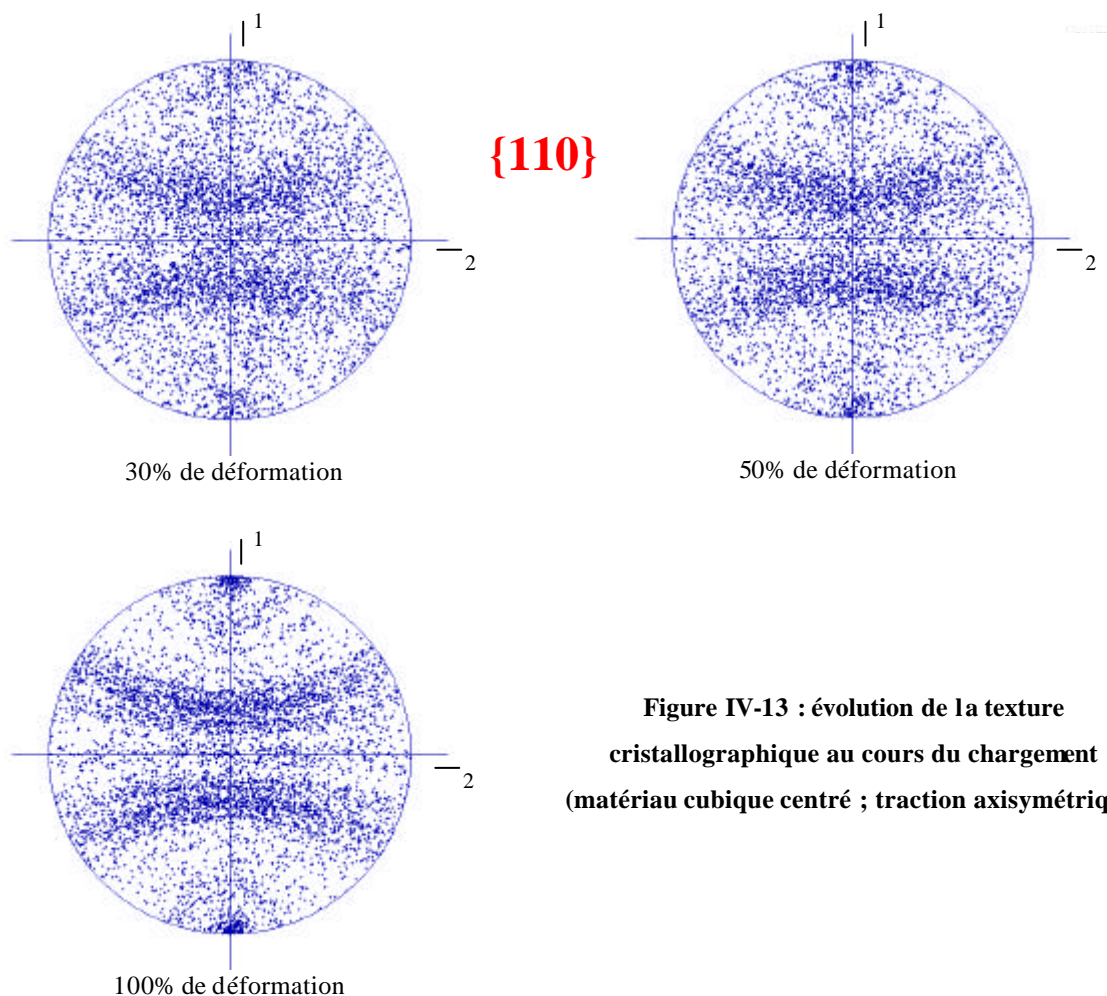 1
1
{110}
2
2
30% de déformation
50% de déformation
1
2
Figure IV-13 : évolution de la texture
cristallographique au cours du chargement
(matériau cubique centré ; traction axisymétriq
100% de déformation